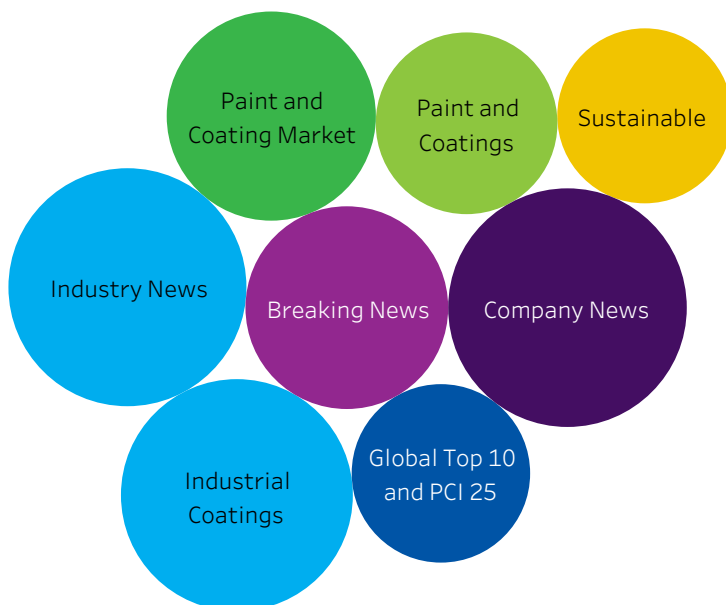 Paint and
Coating Market
Paint and
Coatings
Sustainable
Industry News
Breaking News
Company News
Industrial
Coatings
Global Top 10
and PCI 25